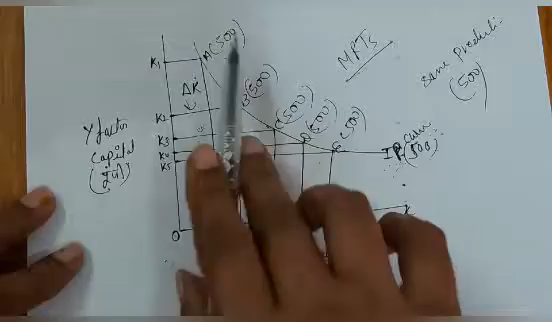 MRTS
same Production
(500)
K1
A(500)
ΔK
K2
B(500)
C(500)
(500)
(500)
K3
K4
K5
Y factor
capital
IP curve
(500)
O